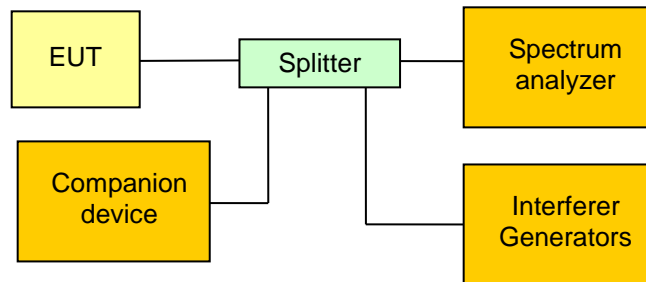 EUT
Splitter
Spectrum
analyzer
Companion
device
Interferer
Generators